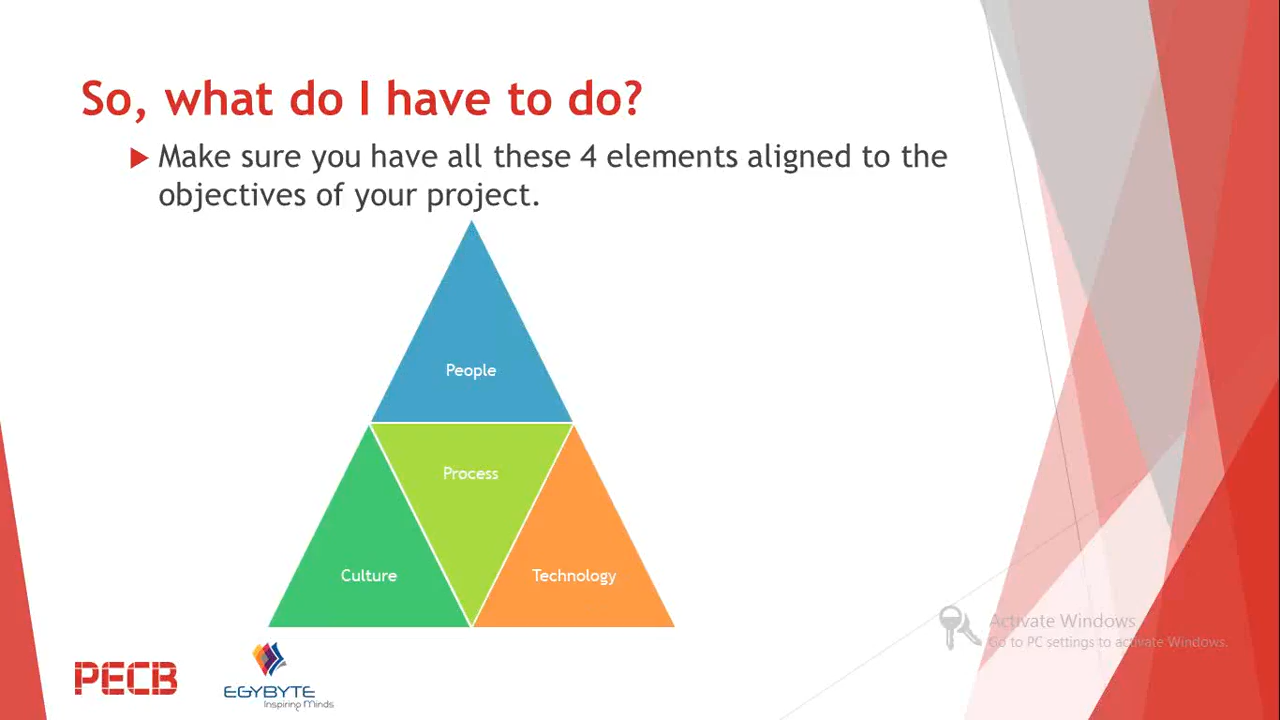 So, what do I have to do?
Make sure you have all these 4 elements aligned to the
objectives of your project.
People
Process
Culture
Technology
Activate Windows
Go to PC settings to activate Windows.
PECB
EGYBYTE
Inspiring Minds